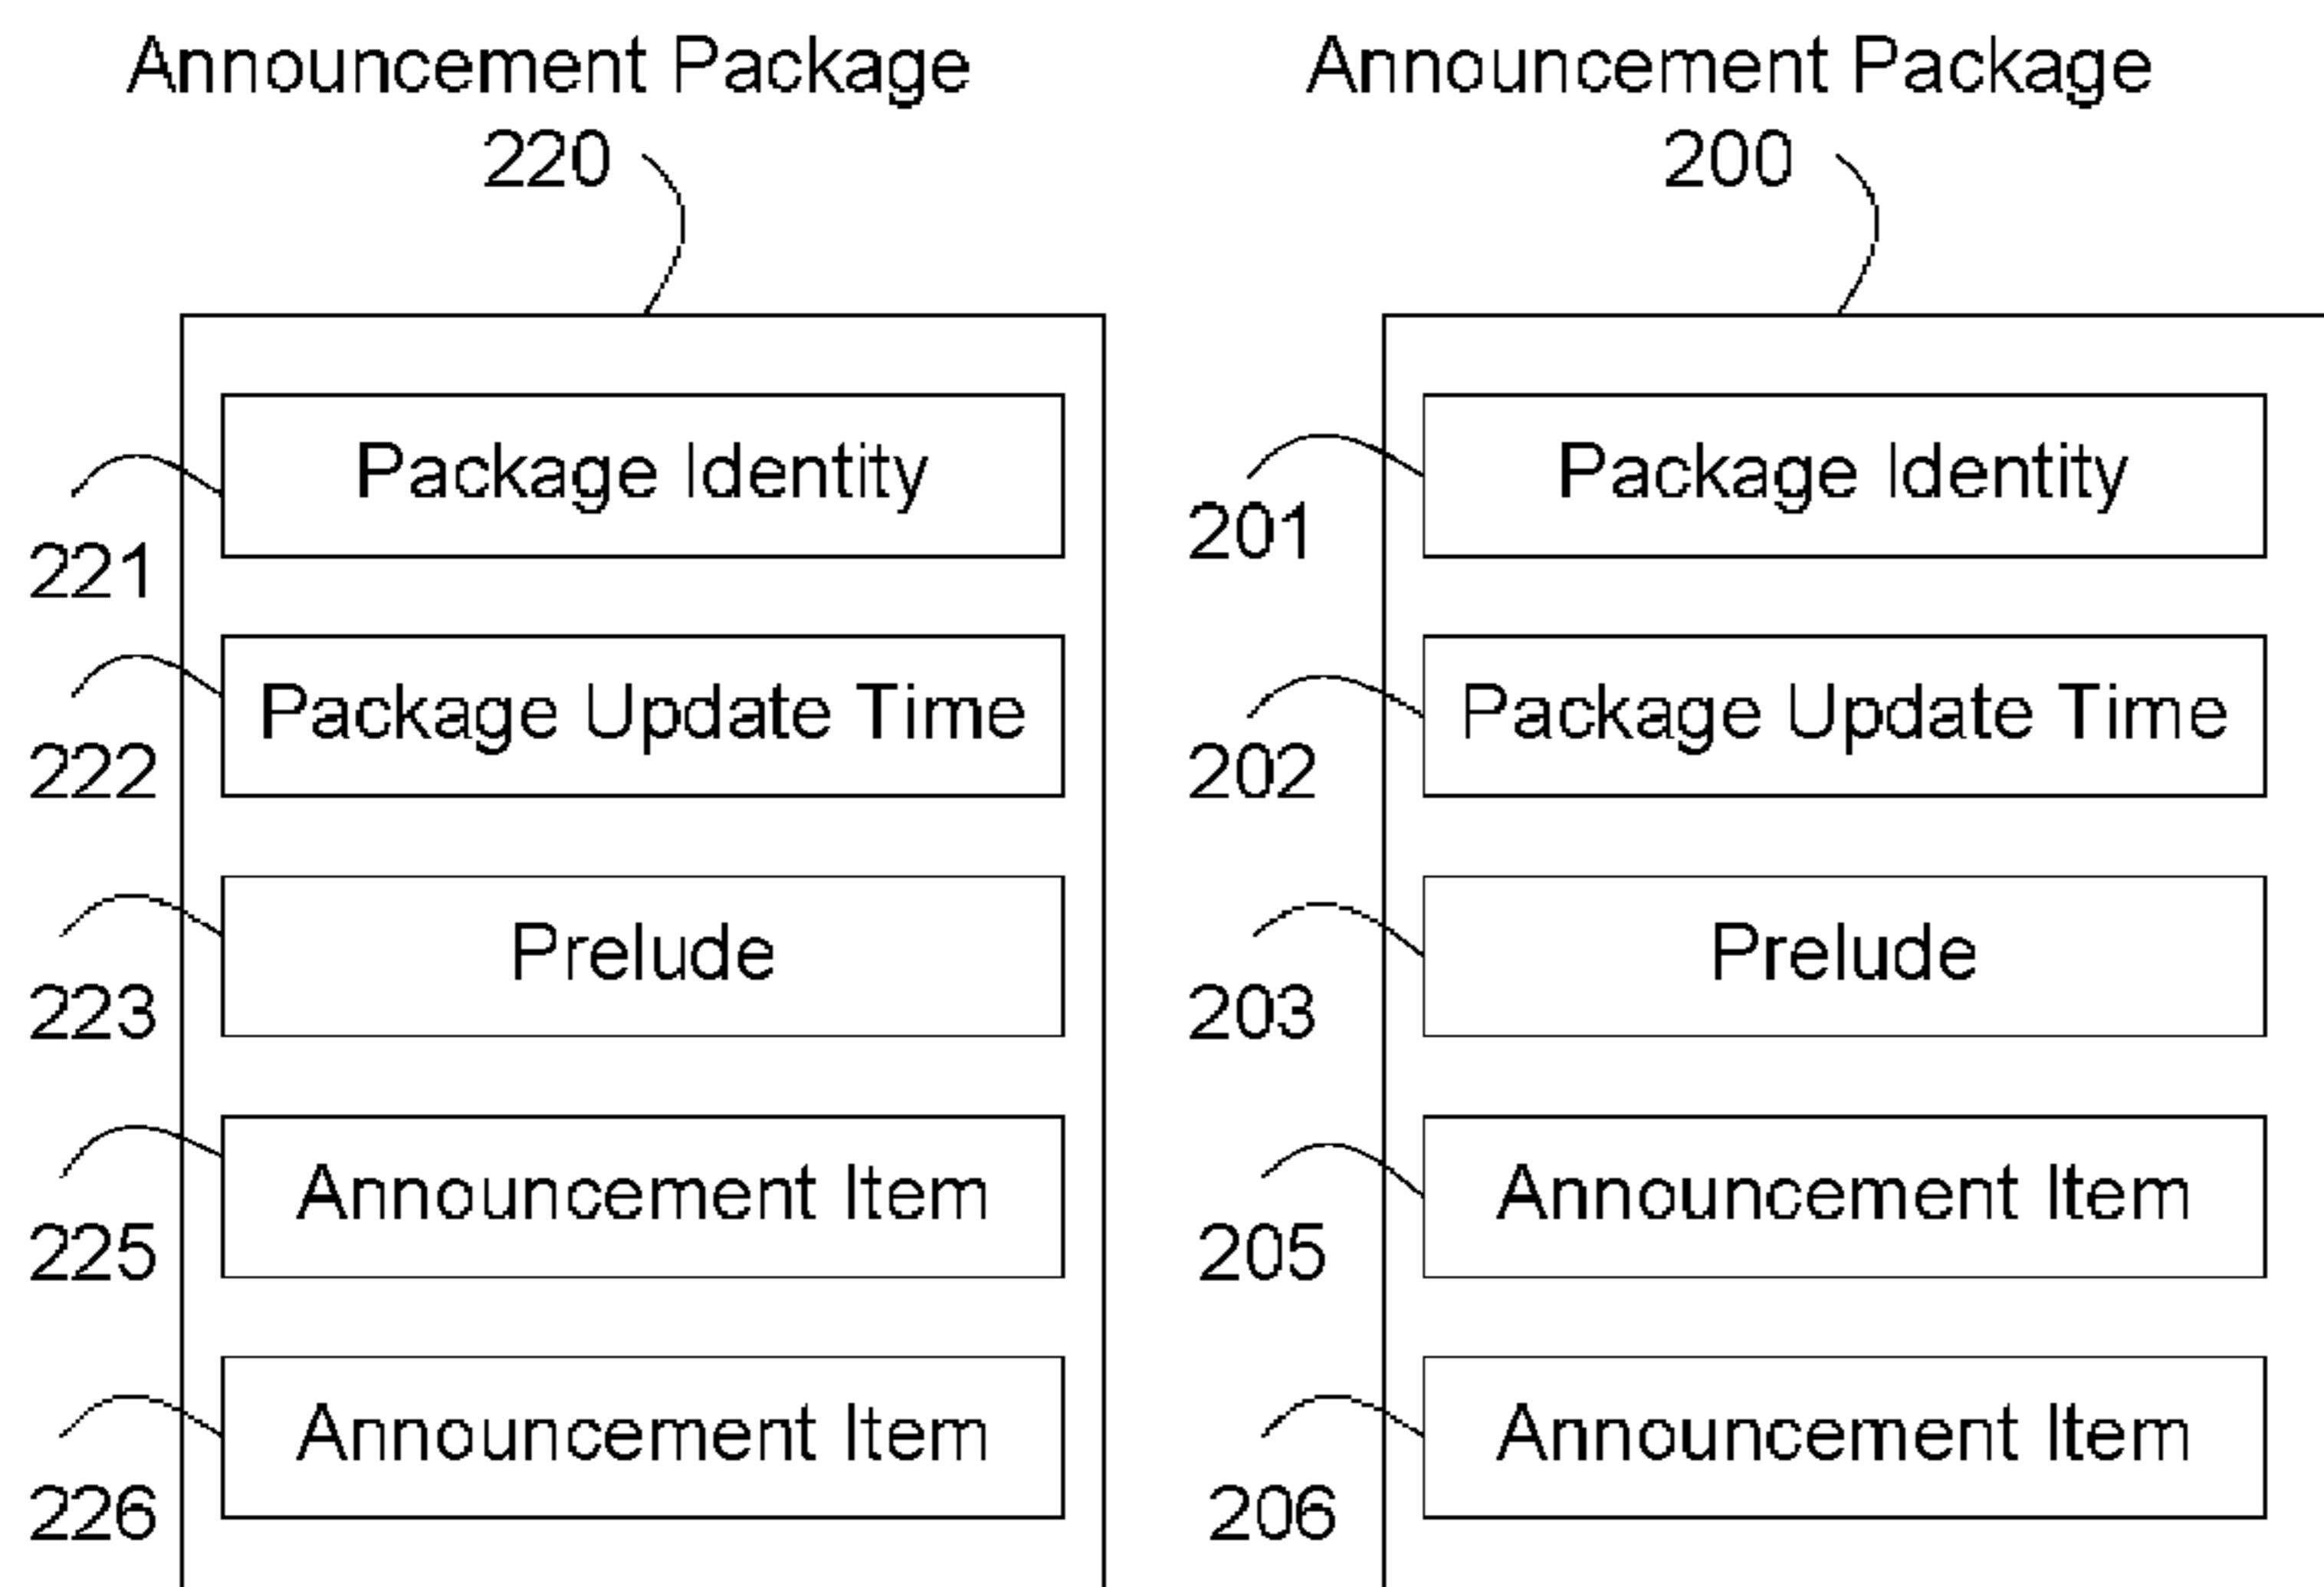 Announcement Package
220
Package Identity
221
Package Update Time
222
Prelude
223
Announcement Item
225
Announcement Item
226
Announcement Package
200
Package Identity
201
Package Update Time
202
Prelude
203
Announcement Item
205
Announcement Item
206